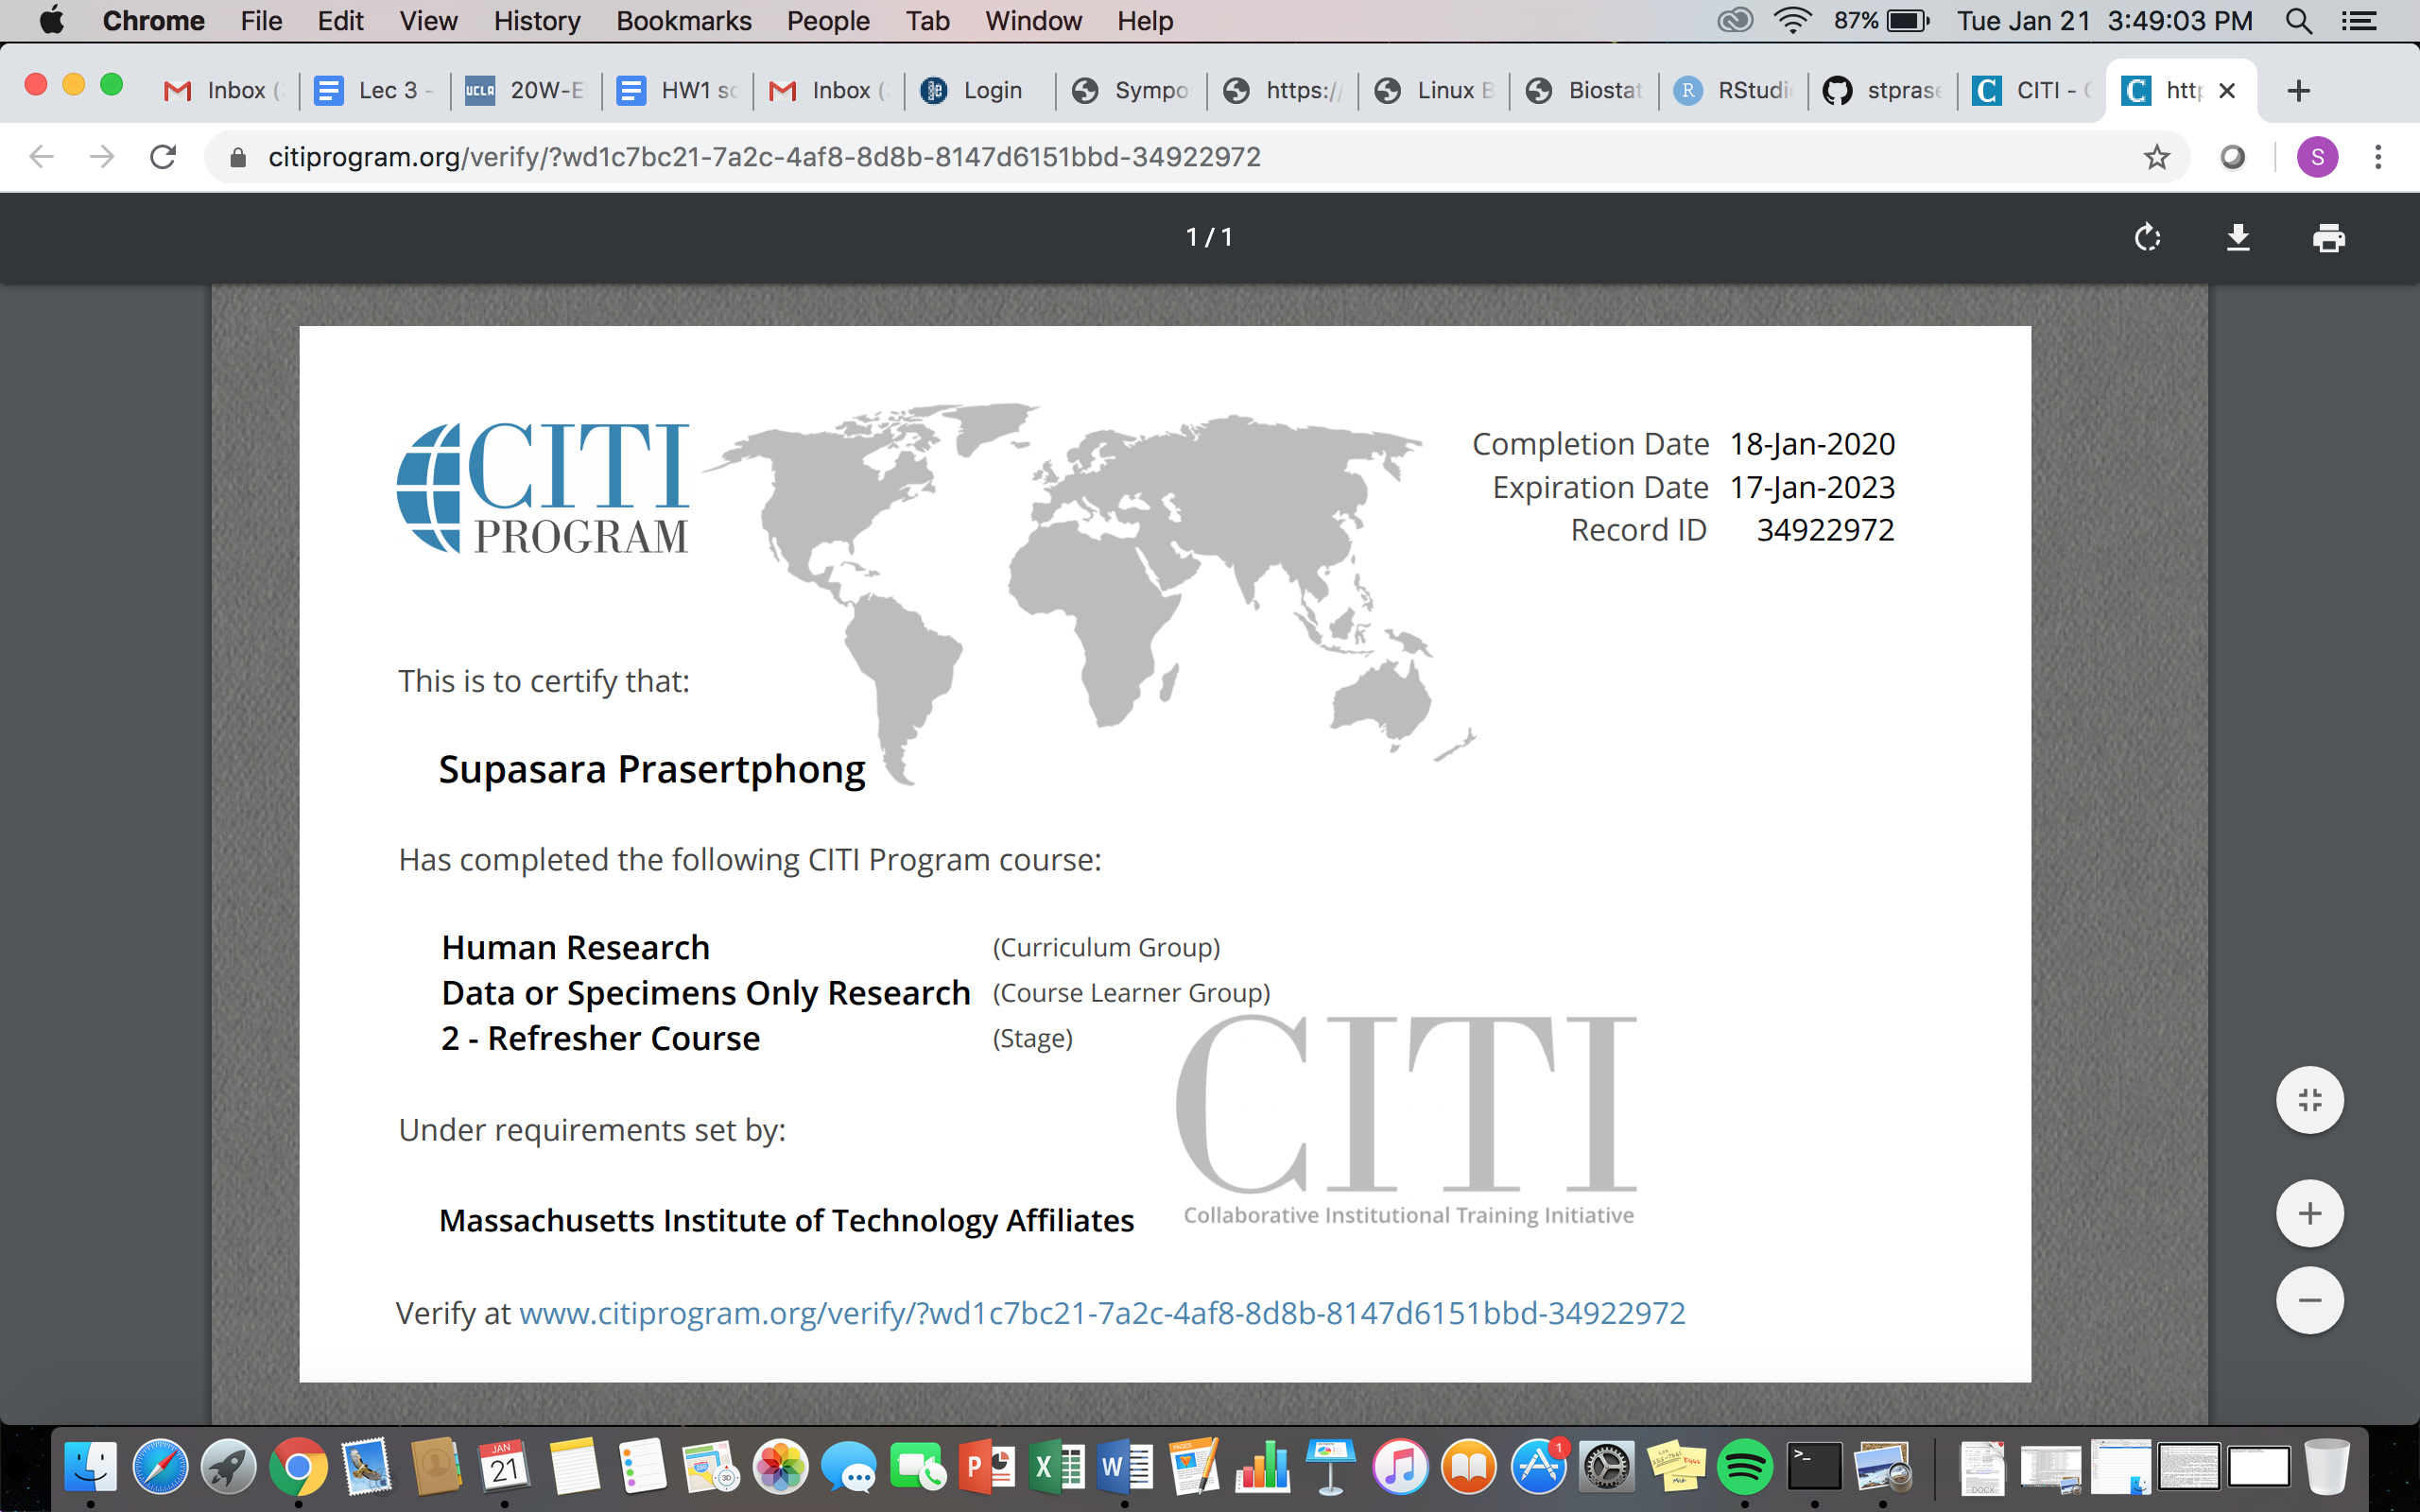 Chrome File Edit View History Bookmarks People Tab Window Help 87% Tue Jan 21 3:49:03 PM
Inbox ( Lec 3 - UCLA 20W-E HW1 sc Inbox ( Login Sympo https:/ Linux B Biostat R RStudi stprase C CITI - C htt
citiprogram.org/verify/?wd1c7bc21-7a2c-4af8-8d8b-8147d6151bbd-34922972 S
1 / 1
CITI
PROGRAM
Completion Date 18-Jan-2020
Expiration Date 17-Jan-2023
Record ID 34922972
This is to certify that:
Supasara Prasertphong
Has completed the following CITI Program course:
Human Research (Curriculum Group)
Data or Specimens Only Research (Course Learner Group)
2 - Refresher Course (Stage)
Under requirements set by:
Massachusetts Institute of Technology Affiliates
CITI
Collaborative Institutional Training Initiative
Verify at www.citiprogram.org/verify/?wd1c7bc21-7a2c-4af8-8d8b-8147d6151bbd-34922972
JAN
21
3D
P
X
W
PAGES
1
>_
DOCX